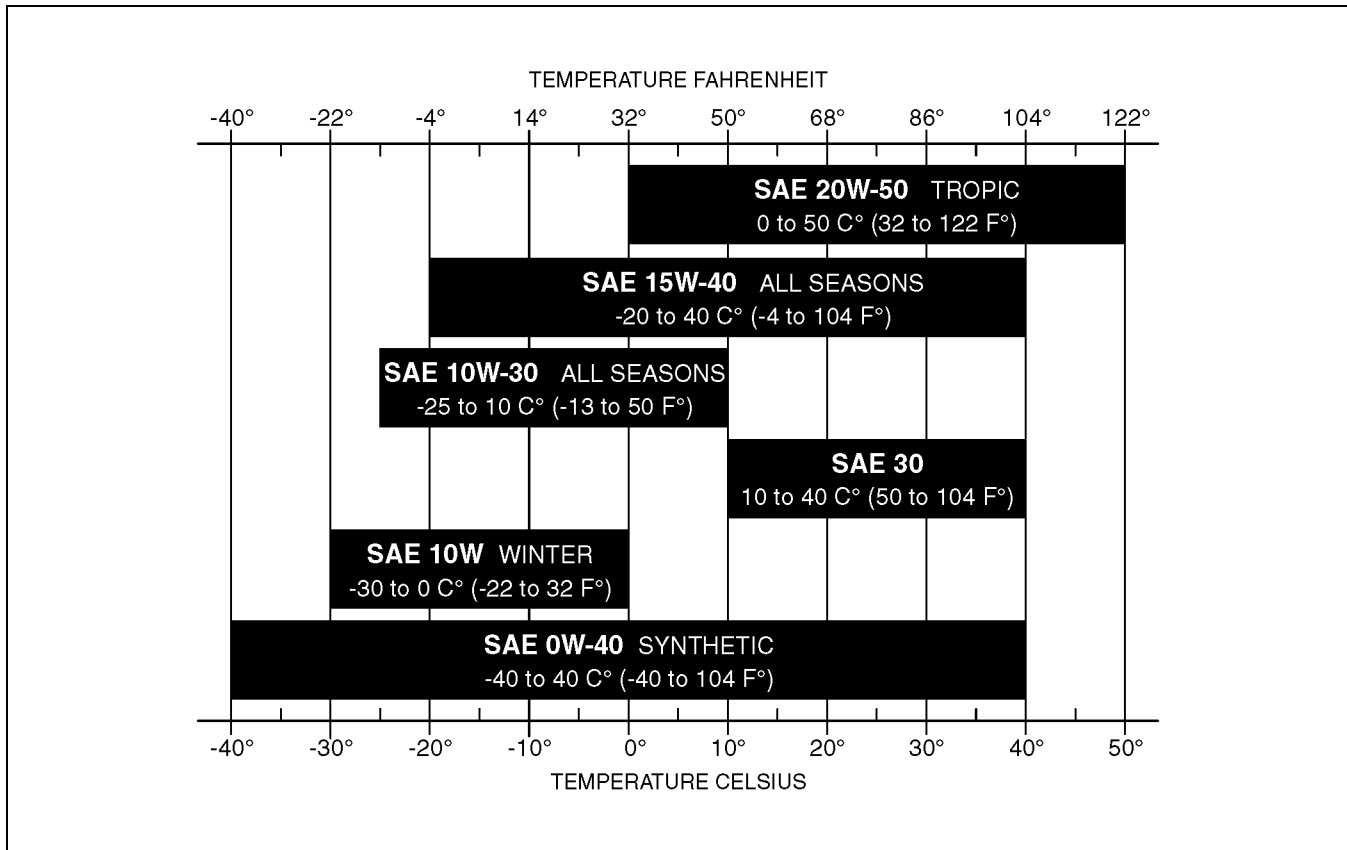 TEMPERATURE FAHRENHEIT
-40° -22° -4° 14° 32° 50° 68° 86° 104° 122°
SAE 20W-50 TROPIC
0 to 50 C° (32 to 122 F°)
SAE 15W-40 ALL SEASONS
-20 to 40 C° (-4 to 104 F°)
SAE 10W-30 ALL SEASONS
-25 to 10 C° (-13 to 50 F°)
SAE 30
10 to 40 C° (50 to 104 F°)
SAE 10W WINTER
-30 to 0 C° (-22 to 32 F°)
SAE 0W-40 SYNTHETIC
-40 to 40 C° (-40 to 104 F°)
-40° -30° -20° -10° 0° 10° 20° 30° 40° 50°
TEMPERATURE CELSIUS